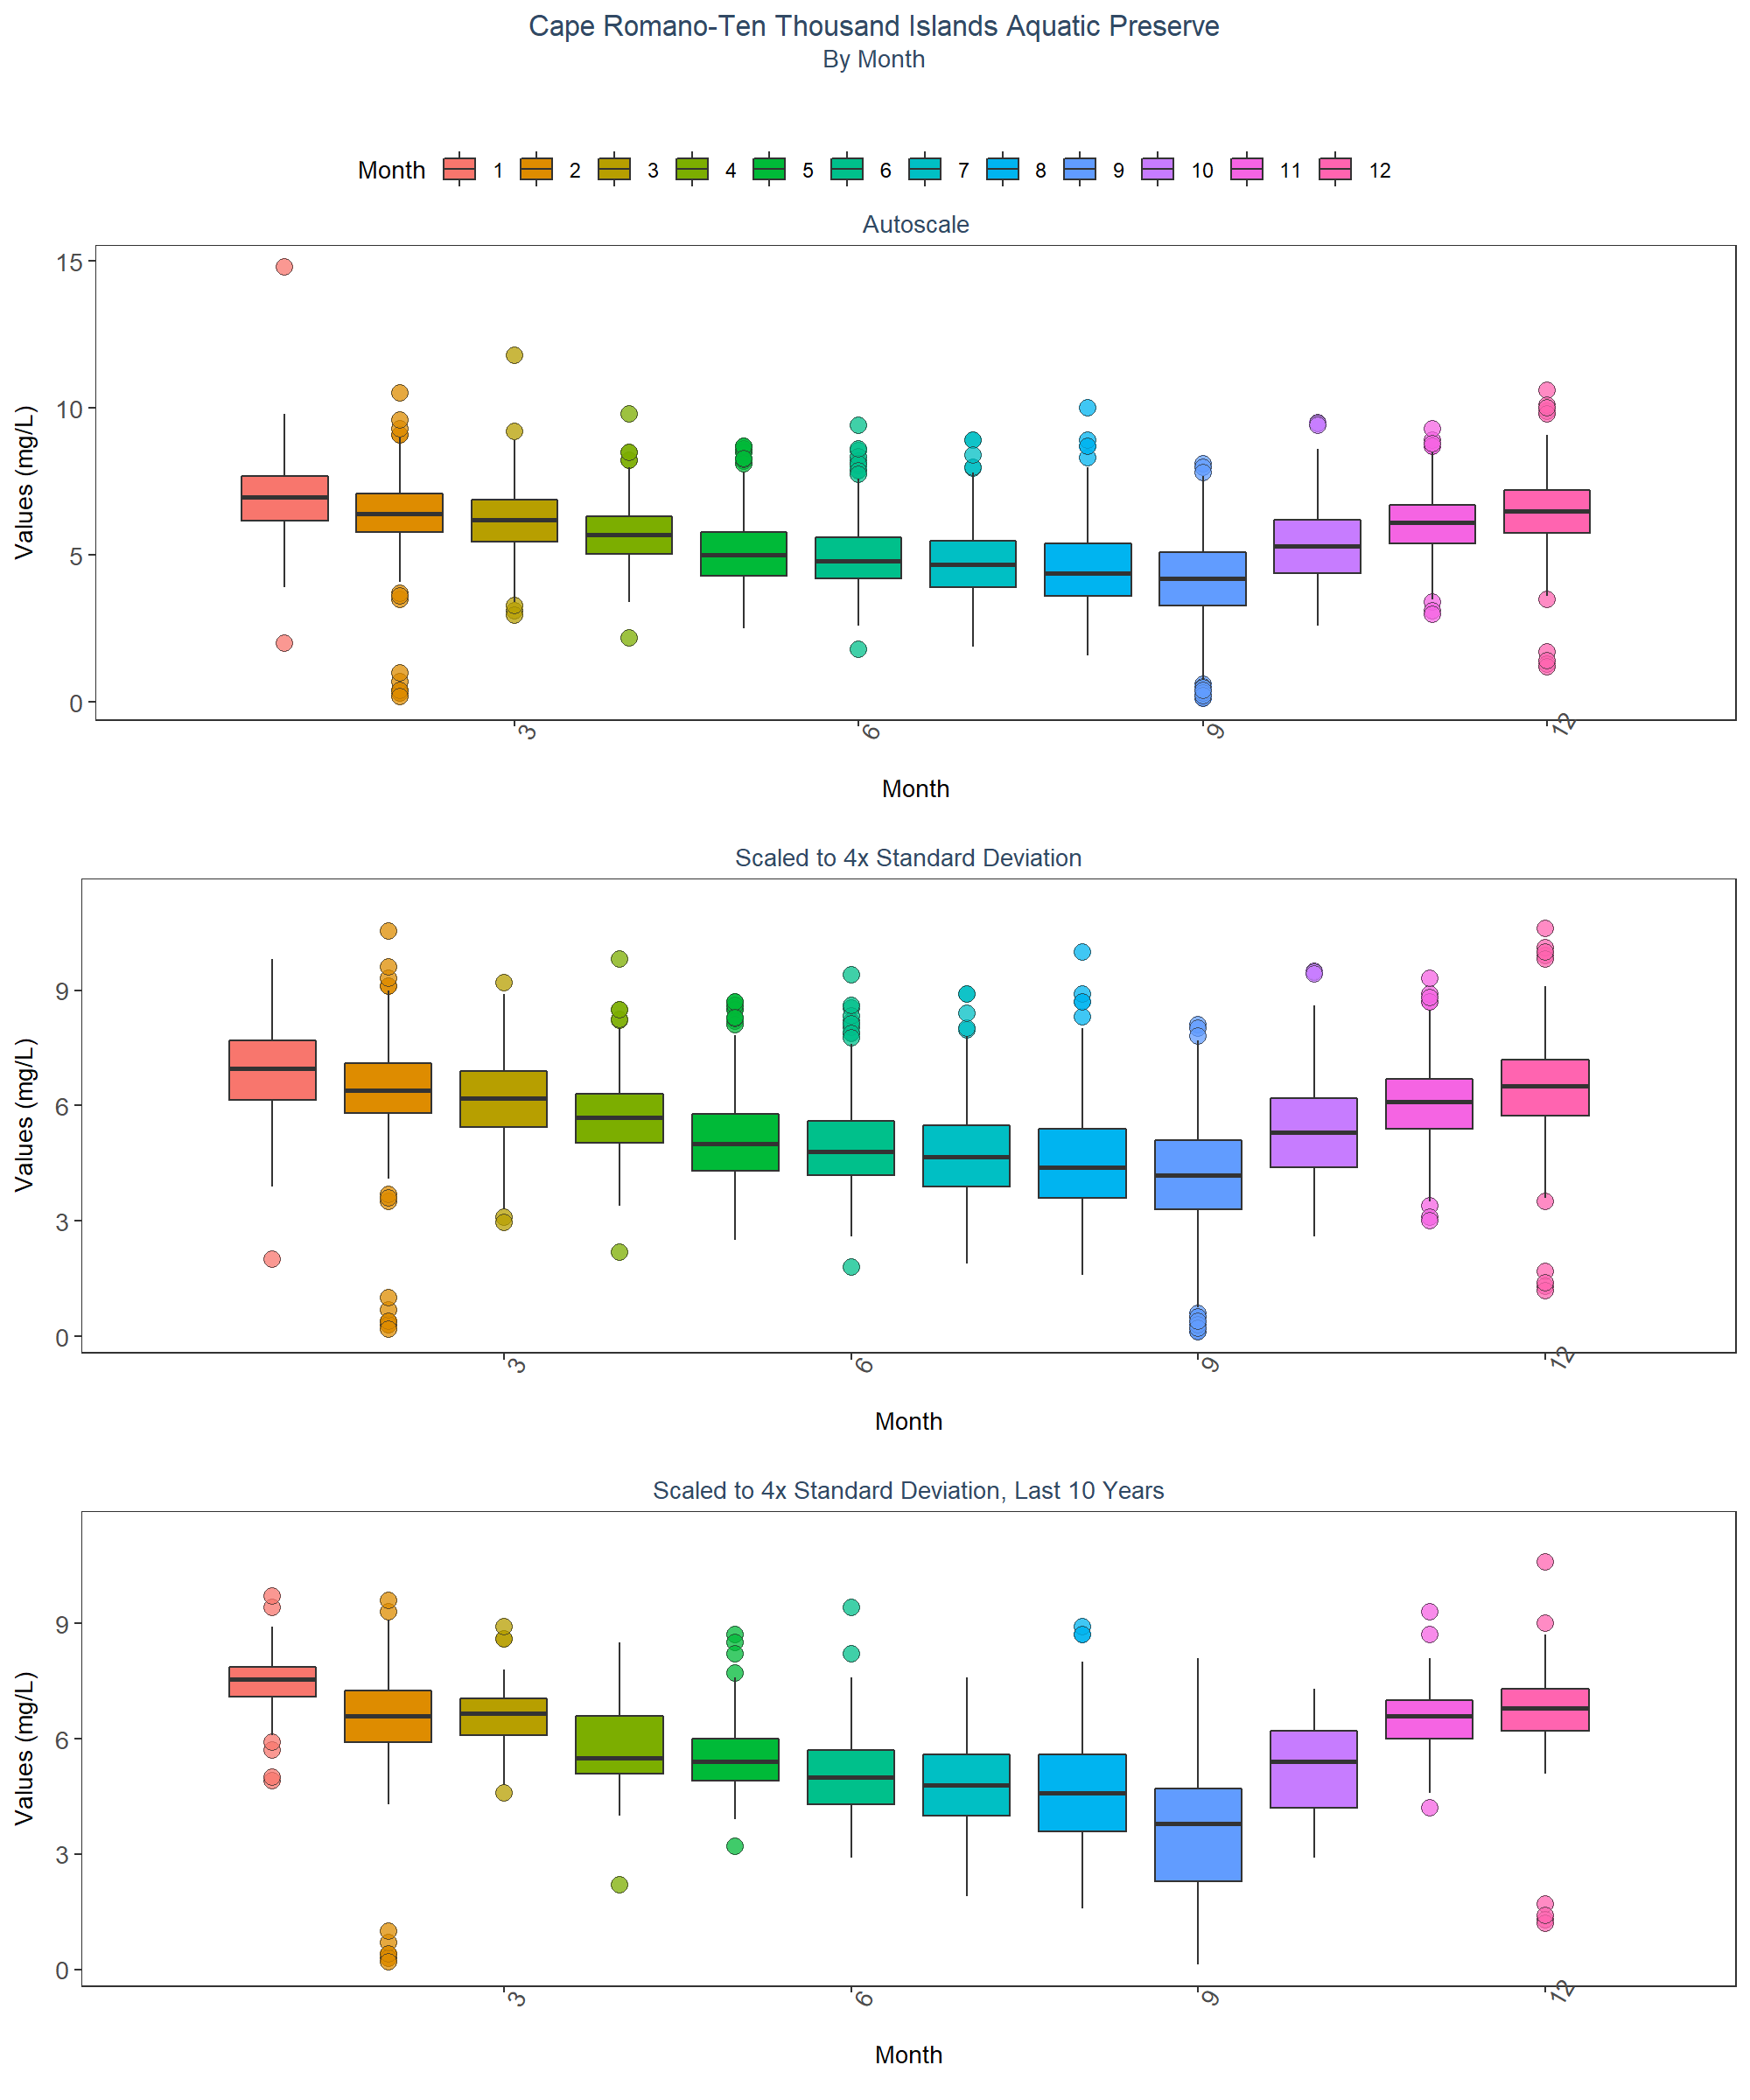 Cape Romano-Ten Thousand Islands Aquatic Preserve
By Month
Month 1 2 3 4 5 6 7 8 9 10 11 12
Autoscale
Values (mg/L)
15
10
5
0
3 6 9 12
Month
Scaled to 4x Standard Deviation
Values (mg/L)
9
6
3
0
3 6 9 12
Month
Scaled to 4x Standard Deviation, Last 10 Years
Values (mg/L)
9
6
3
0
3 6 9 12
Month